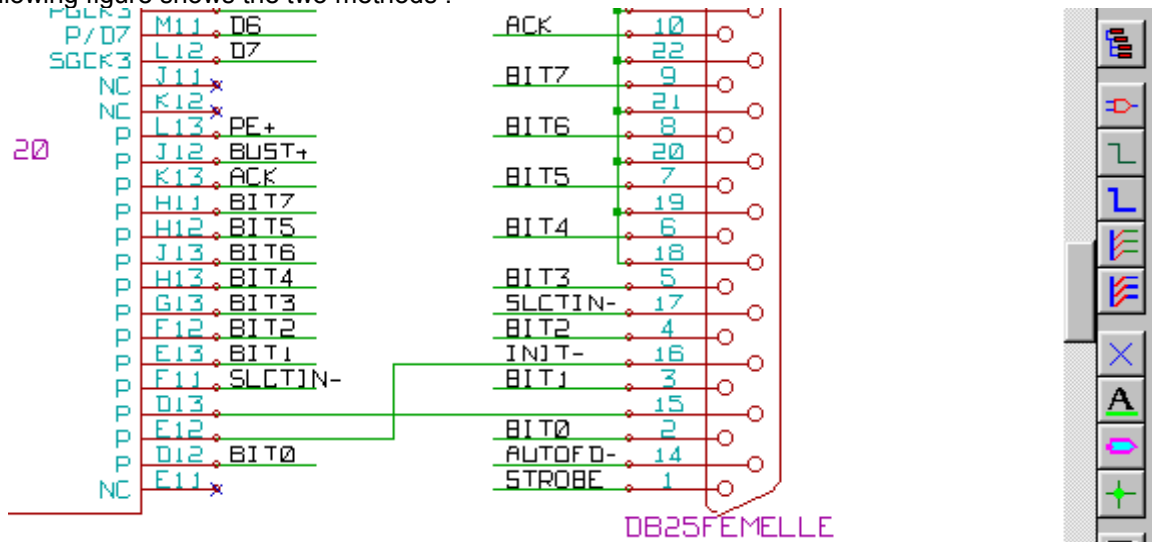 llowing figure shows the two methods .
PGCK3
P/D7 M11 D6 ACK 10
SGCK3 L12 D7 22
NC J11 BIT7 9
NC K12 21
P L13 PE+ BIT6 8
20 P J12 BUST+ 20
P K13 ACK BIT5 7
P H11 BIT7 19
P H12 BIT5 BIT4 6
P J13 BIT6 18
P H13 BIT4 BIT3 5
P G13 BIT3 SLCTIN- 17
P F12 BIT2 BIT2 4
P E13 BIT1 INIT- 16
P F11 SLCTIN- BIT1 3
P D13 15
P E12 BIT0 2
P D12 BIT0 AUTOFD- 14
NC E11 STROBE 1
DB25FEMELLE
A